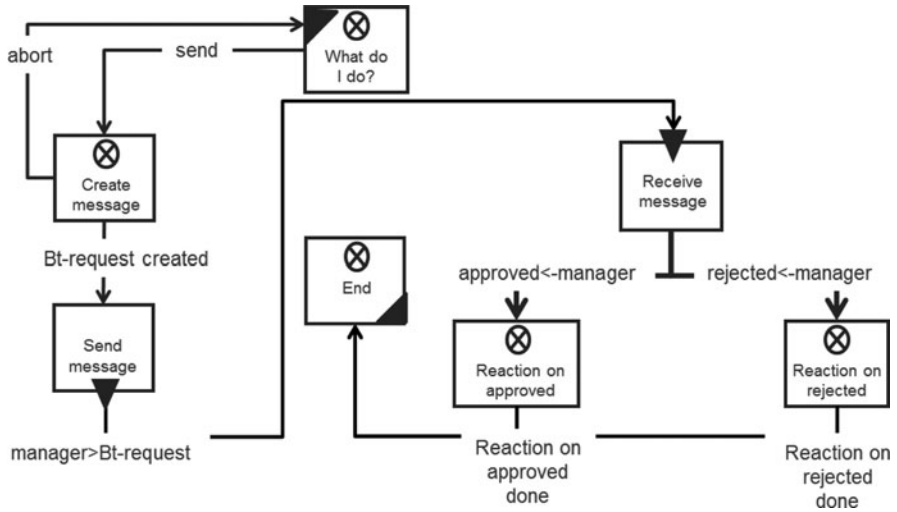 abort
send
What do
I do?
Create
message
Receive
message
Bt-request created
End
approved<-manager
rejected<-manager
Send
message
Reaction on
approved
Reaction on
rejected
manager>Bt-request
Reaction on
approved
done
Reaction on
rejected
done